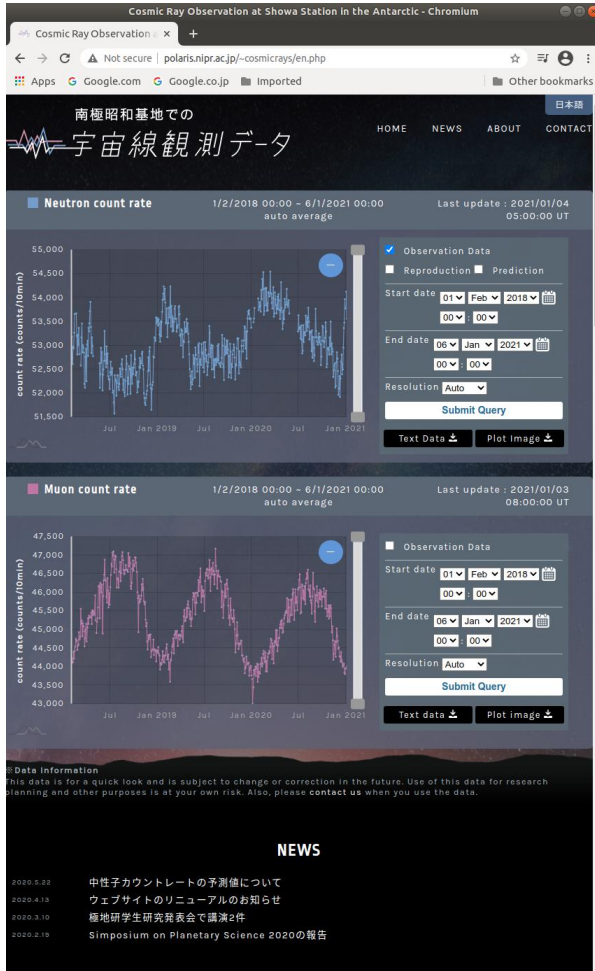 Cosmic Ray Observation at Showa Station in the Antarctic - Chromium
Cosmic Ray Observation a
Not secure | polaris.nipr.ac.jp/~cosmicrays/en.php
Apps Google.com Google.co.jp Imported Other bookmarks
日本語
南極昭和基地での
宇宙線観測データ
HOME NEWS ABOUT CONTACT
Neutron count rate 1/2/2018 00:00 ~ 6/1/2021 00:00 Last update : 2021/01/04
auto average 05:00:00 UT
count rate (counts/10min)
55,000
54,500
54,000
53,500
53,000
52,500
52,000
51,500
Jul Jan 2019 Jul Jan 2020 Jul Jan 2021
Observation Data
Reproduction Prediction
Start date 01 Feb 2018
00 : 00
End date 06 Jan 2021
00 : 00
Resolution Auto
Submit Query
Text Data Plot Image
Muon count rate 1/2/2018 00:00 ~ 6/1/2021 00:00 Last update : 2021/01/03
auto average 08:00:00 UT
count rate (counts/10min)
47,500
47,000
46,500
46,000
45,500
45,000
44,500
44,000
43,500
43,000
Jul Jan 2019 Jul Jan 2020 Jul Jan 2021
Observation Data
Start date 01 Feb 2018
00 : 00
End date 06 Jan 2021
00 : 00
Resolution Auto
Submit Query
Text data Plot image
※Data Information
This data is for a quick look and is subject to change or correction in the future. Use of this data for research
planning and other purposes is at your own risk. Also, please contact us when you use the data.
NEWS
2020.5.22 中性子カウントレートの予測値について
2020.4.13 ウェブサイトのリニューアルのお知らせ
2020.3.10 極地研学生研究発表会で講演2件
2020.2.19 Simposium on Planetary Science 2020の報告